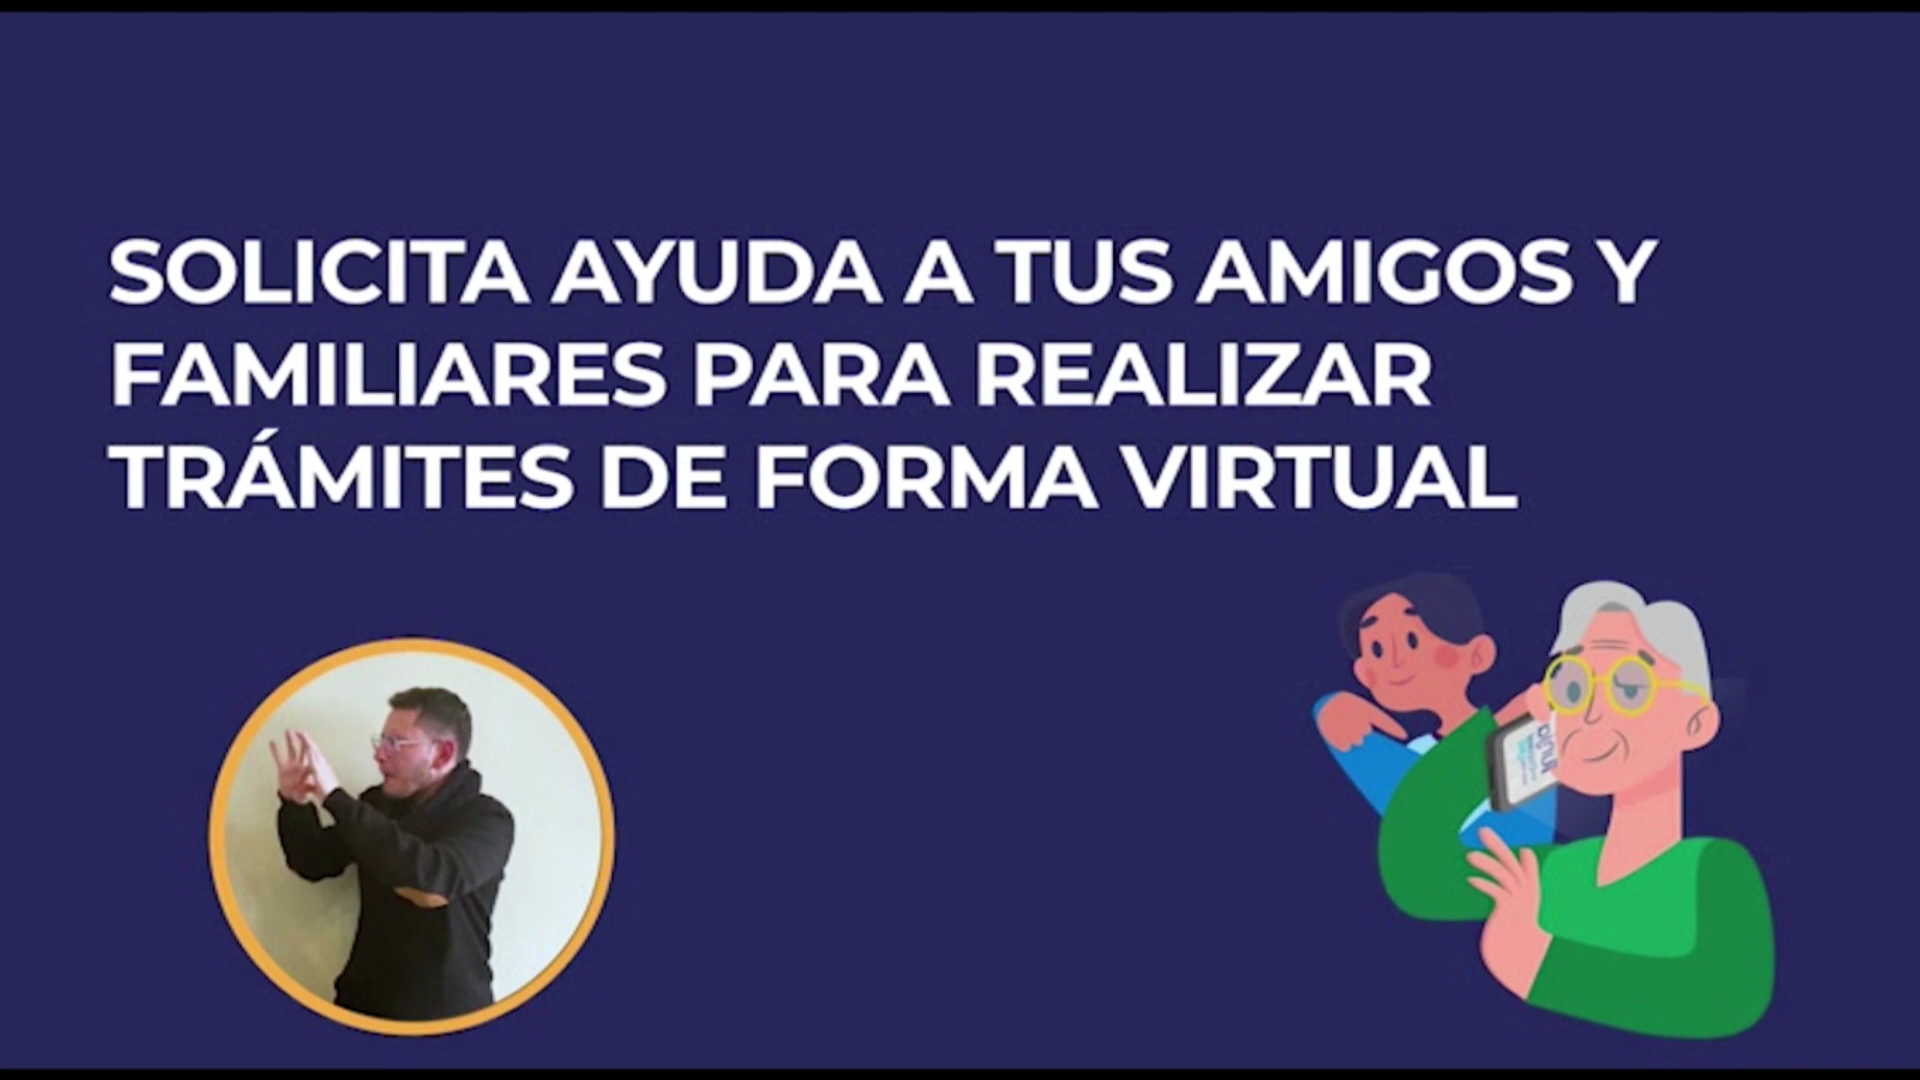 SOLICITA AYUDA A TUS AMIGOS Y
FAMILIARES PARA REALIZAR
TRÁMITES DE FORMA VIRTUAL